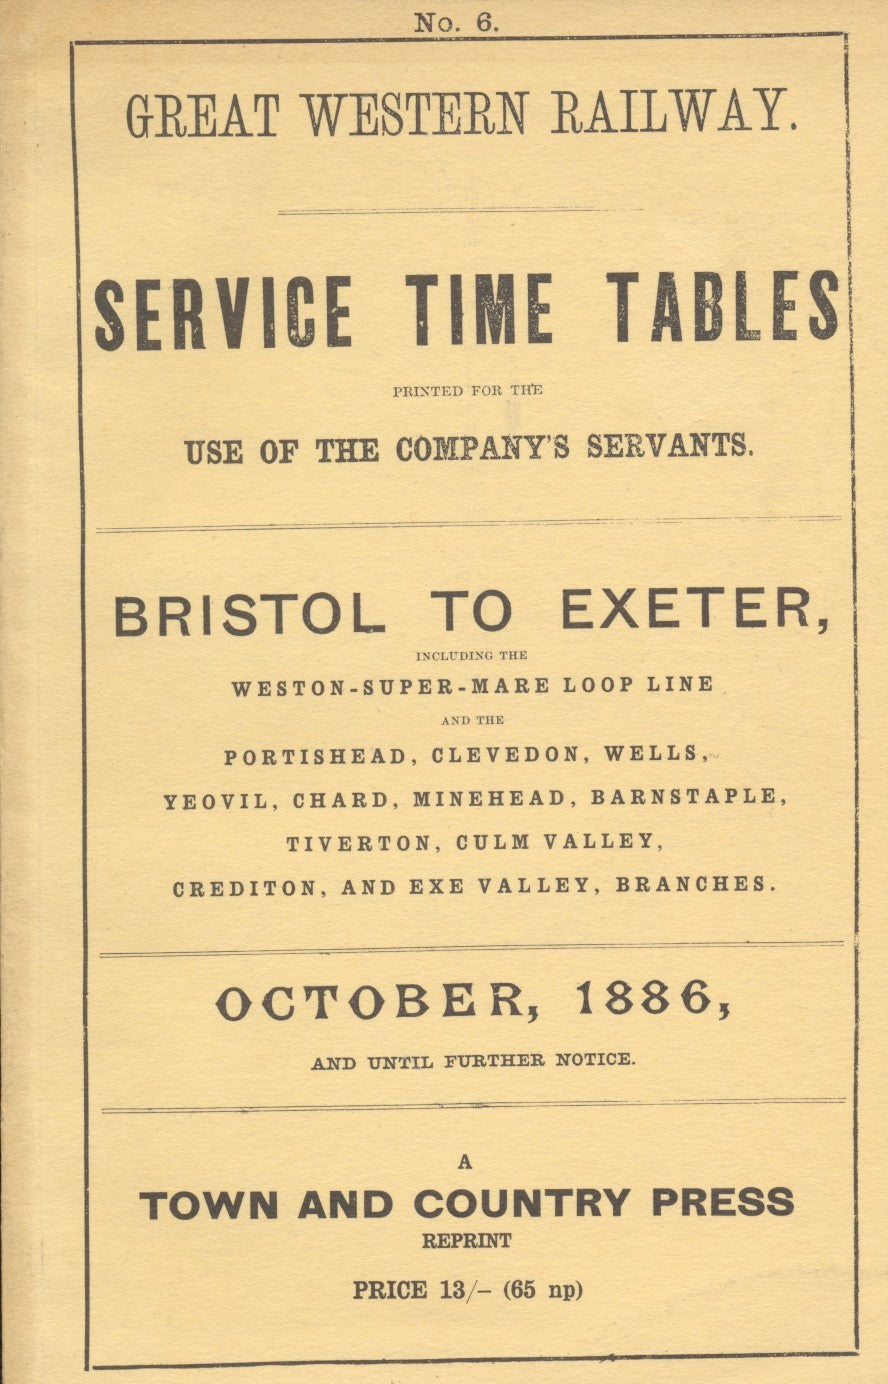 No. 6.
GREAT WESTERN RAILWAY.
SERVICE TIME TABLES
PRINTED FOR THE
USE OF THE COMPANY'S SERVANTS.
BRISTOL TO EXETER,
INCLUDING THE
WESTON-SUPER-MARE LOOP LINE
AND THE
PORTISHEAD, CLEVEDON, WELLS,
YEOVIL, CHARD, MINEHEAD, BARNSTAPLE,
TIVERTON, CULM VALLEY,
CREDITON, AND EXE VALLEY, BRANCHES.
OCTOBER, 1886,
AND UNTIL FURTHER NOTICE.
A
TOWN AND COUNTRY PRESS
REPRINT
PRICE 13/– (65 np)